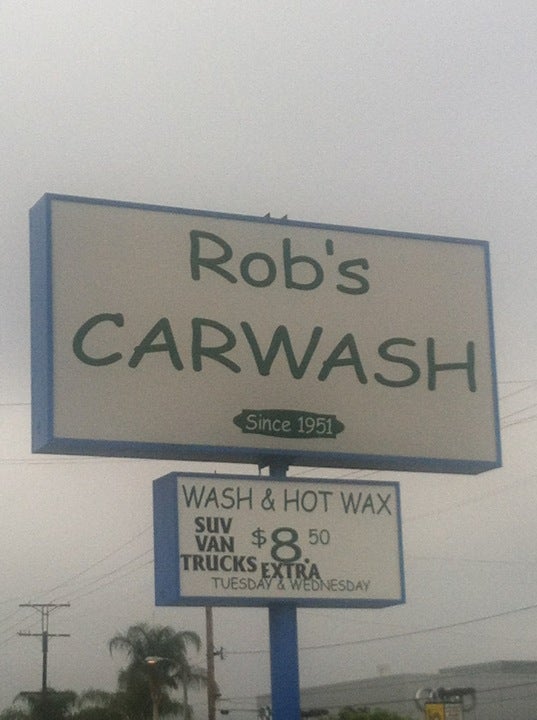 Rob's
CARWASH
Since 1951
WASH & HOT WAX
SUV
VAN $8.50
TRUCKS EXTRA
TUESDAY & WEDNESDAY